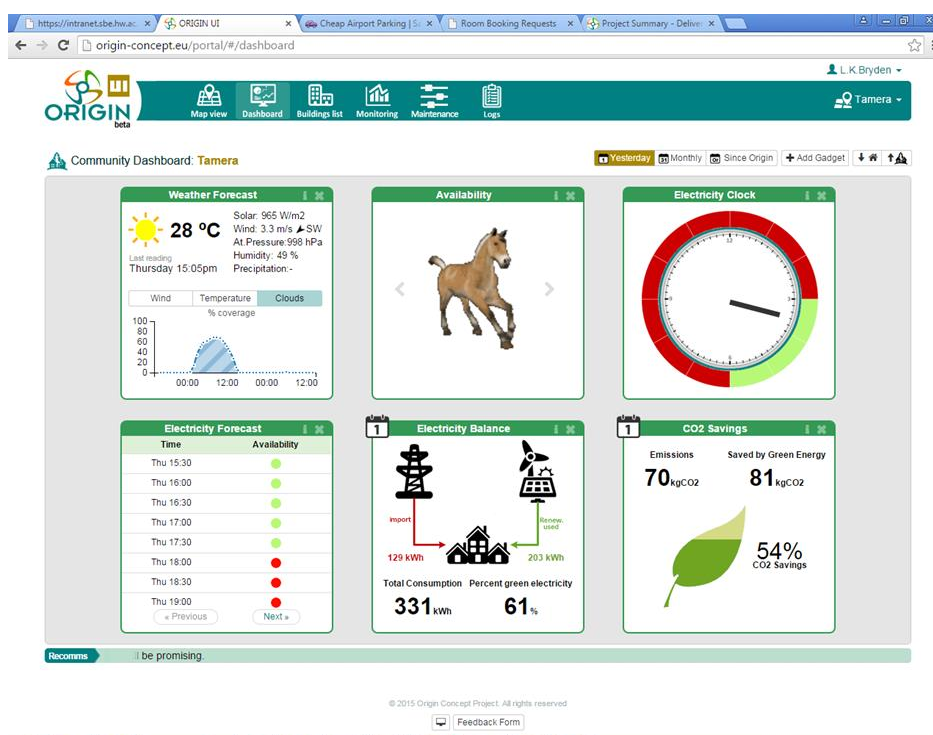 https://intranet.sbe.hw.ac.
ORIGIN UI
Cheap Airport Parking | S
Room Booking Requests
Project Summary - Deliver
origin-concept.eu/portal/#/dashboard
L.K.Bryden
ORIGIN
UI
beta
Map view
Dashboard
Buildings list
Monitoring
Maintenance
Logs
Tamera
Community Dashboard: Tamera
Yesterday
Monthly
Since Origin
+ Add Gadget
Weather Forecast
28 ºC
Solar: 965 W/m2
Wind: 3.3 m/s SW
At.Pressure:998 hPa
Humidity: 49 %
Precipitation:-
Last reading
Thursday 15:05pm
Wind Temperature Clouds
% coverage
100
80
60
40
20
0
00:00 12:00 00:00 12:00
Availability
Electricity Clock
12
3
6
9
Electricity Forecast
Time Availability
Thu 15:30
Thu 16:00
Thu 16:30
Thu 17:00
Thu 17:30
Thu 18:00
Thu 18:30
Thu 19:00
« Previous Next »
1
Electricity Balance
import
Renew.
used
129 kWh 203 kWh
Total Consumption Percent green electricity
331 kWh 61 %
1
CO2 Savings
Emissions Saved by Green Energy
70 kgCO2 81 kgCO2
54%
CO2 Savings
Recomms
be promising.
© 2015 Origin Concept Project. All rights reserved
Feedback Form